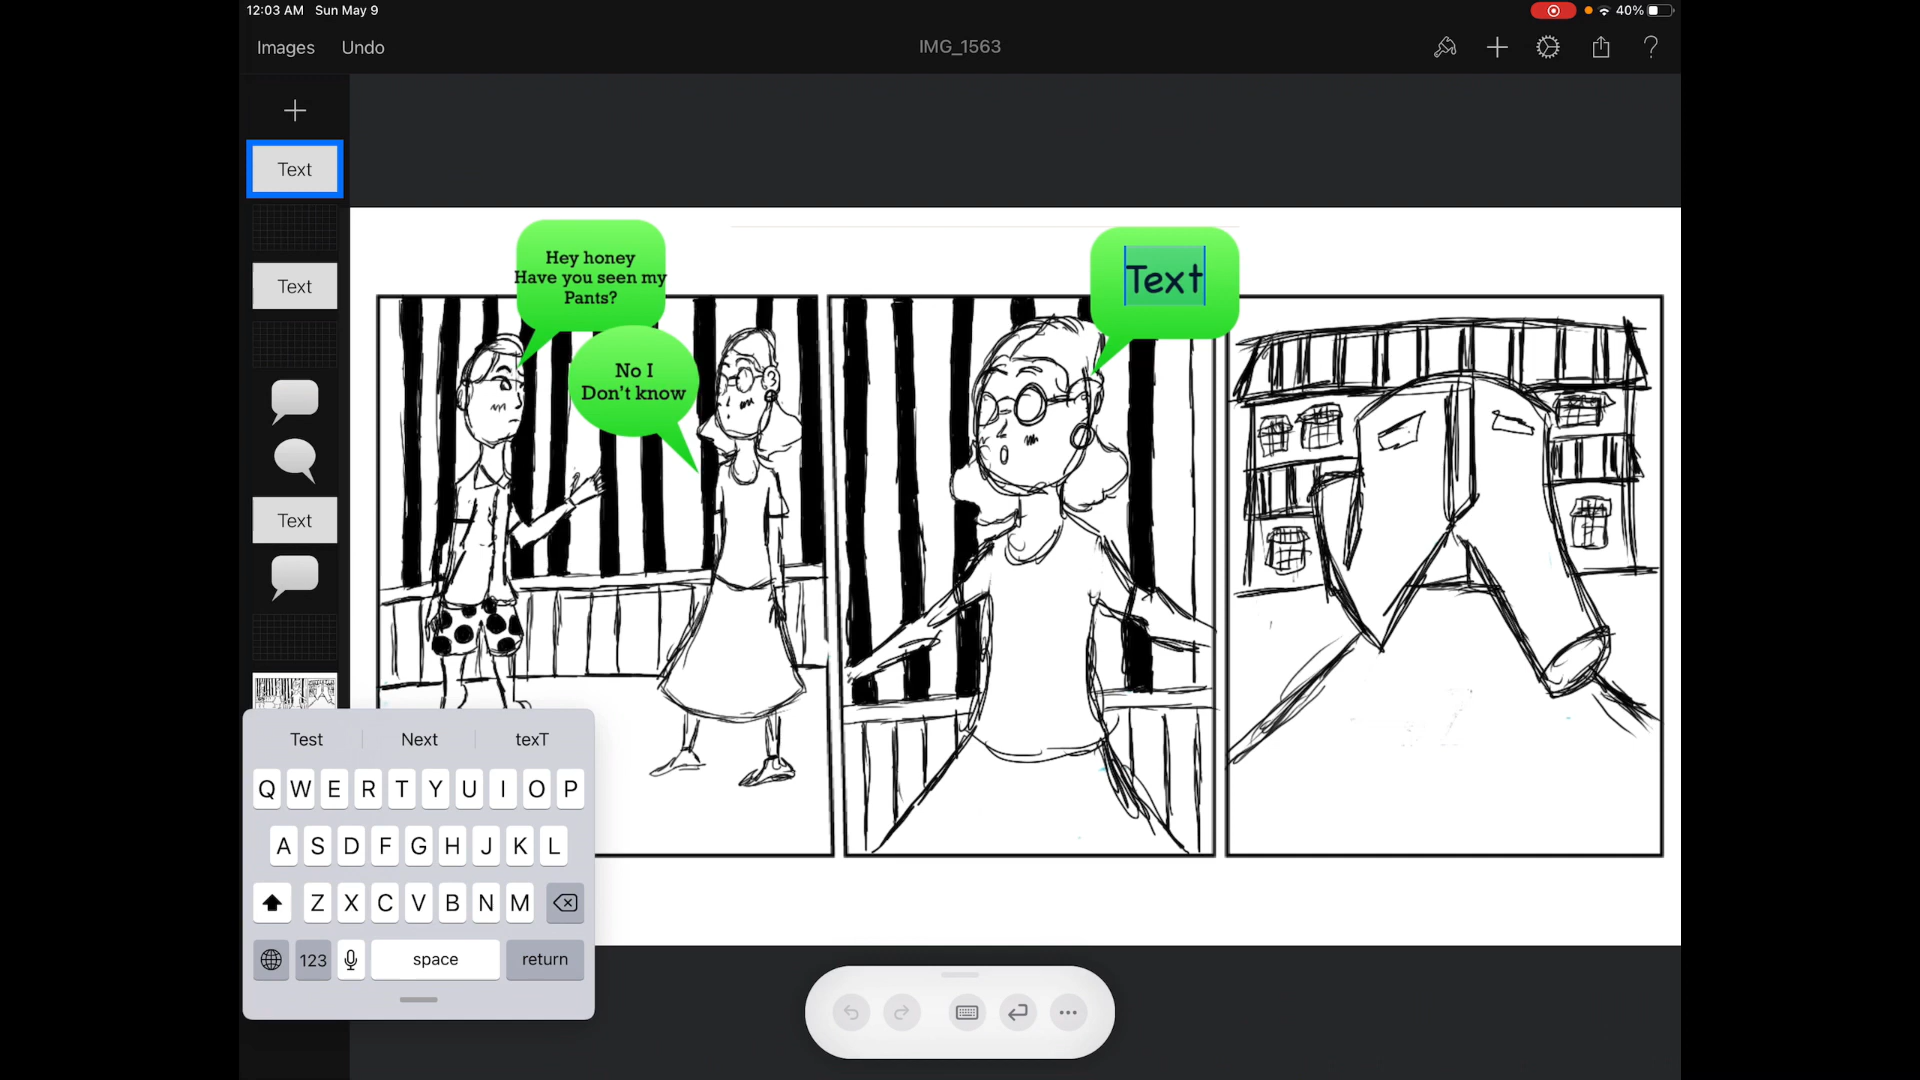 12:03 AM Sun May 9
40%
Images Undo
IMG_1563
?
Text
Text
Text
Hey honey
Have you seen my
Pants?
No I
Don't know
Text
Test Next texT
Q W E R T Y U I O P
A S D F G H J K L
Z X C V B N M
123 space return